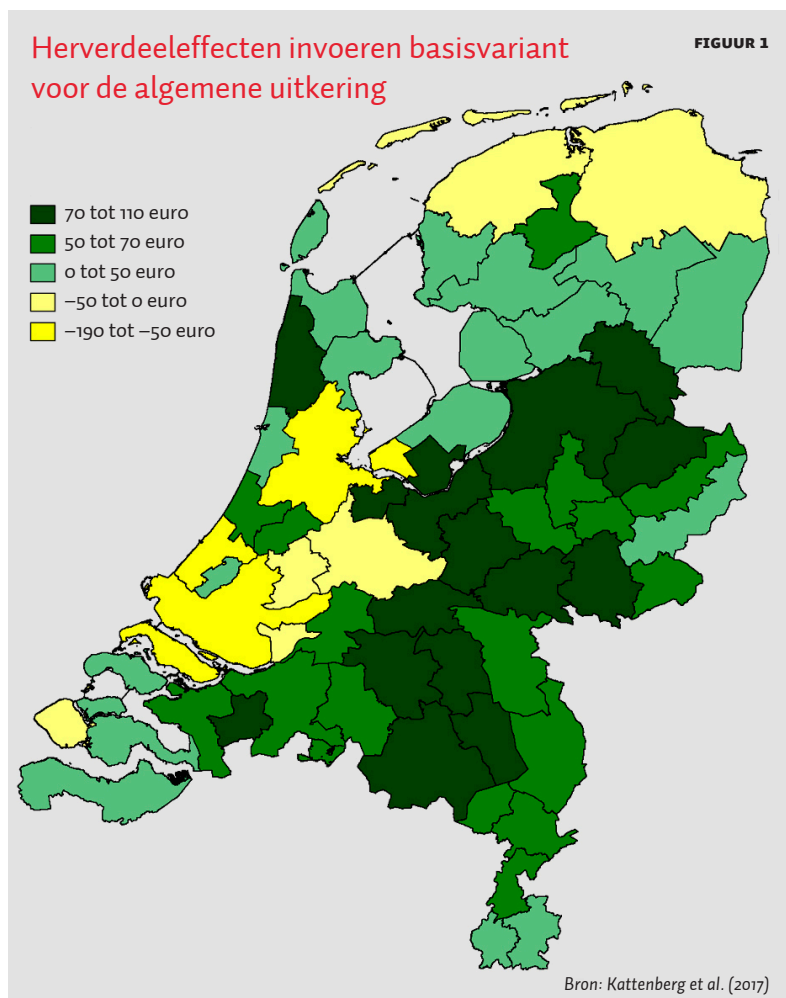 Herverdeeleffecten invoeren basisvariant
voor de algemene uitkering
FIGUUR 1
70 tot 110 euro
50 tot 70 euro
0 tot 50 euro
–50 tot 0 euro
–190 tot –50 euro
Bron: Kattenberg et al. (2017)